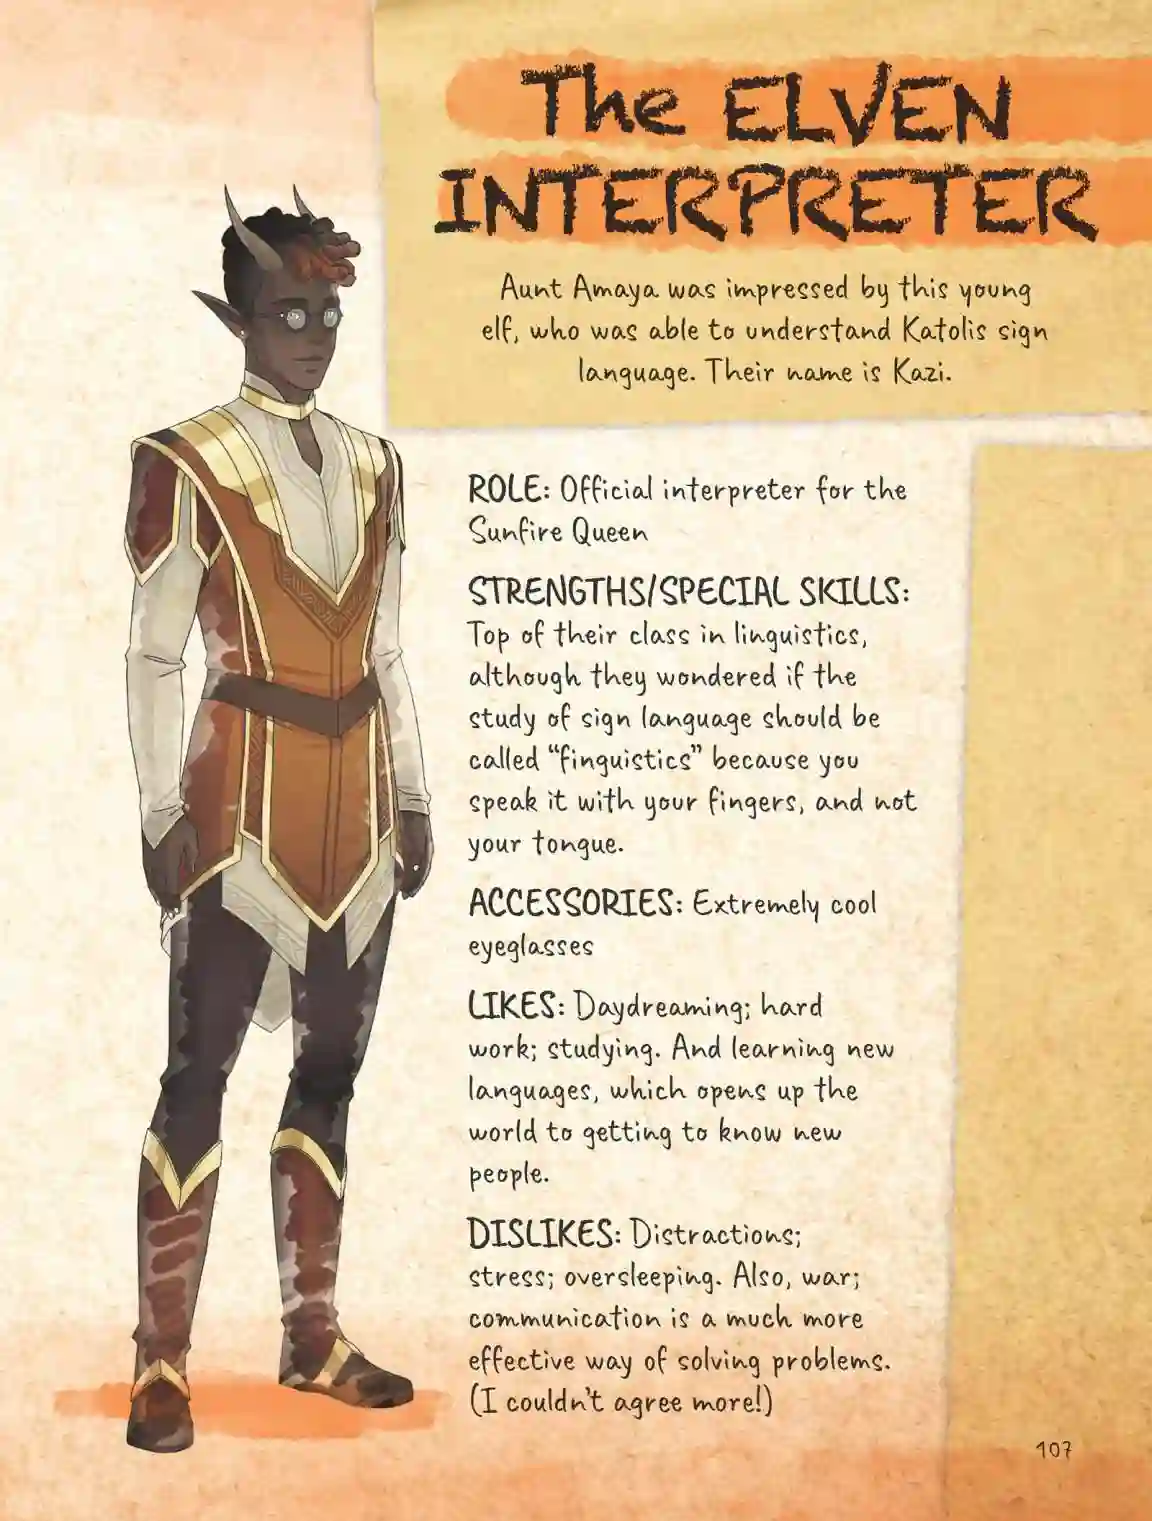 The ELVEN
INTERPRETER
Aunt Amaya was impressed by this young
elf, who was able to understand Katolis sign
language. Their name is Kazi.
ROLE: Official interpreter for the
Sunfire Queen
STRENGTHS/SPECIAL SKILLS:
Top of their class in linguistics,
although they wondered if the
study of sign language should be
called “finguistics” because you
speak it with your fingers, and not
your tongue.
ACCESSORIES: Extremely cool
eyeglasses
LIKES: Daydreaming; hard
work; studying. And learning new
languages, which opens up the
world to getting to know new
people.
DISLIKES: Distractions;
stress; oversleeping. Also, war;
communication is a much more
effective way of solving problems.
(I couldn't agree more!)
107